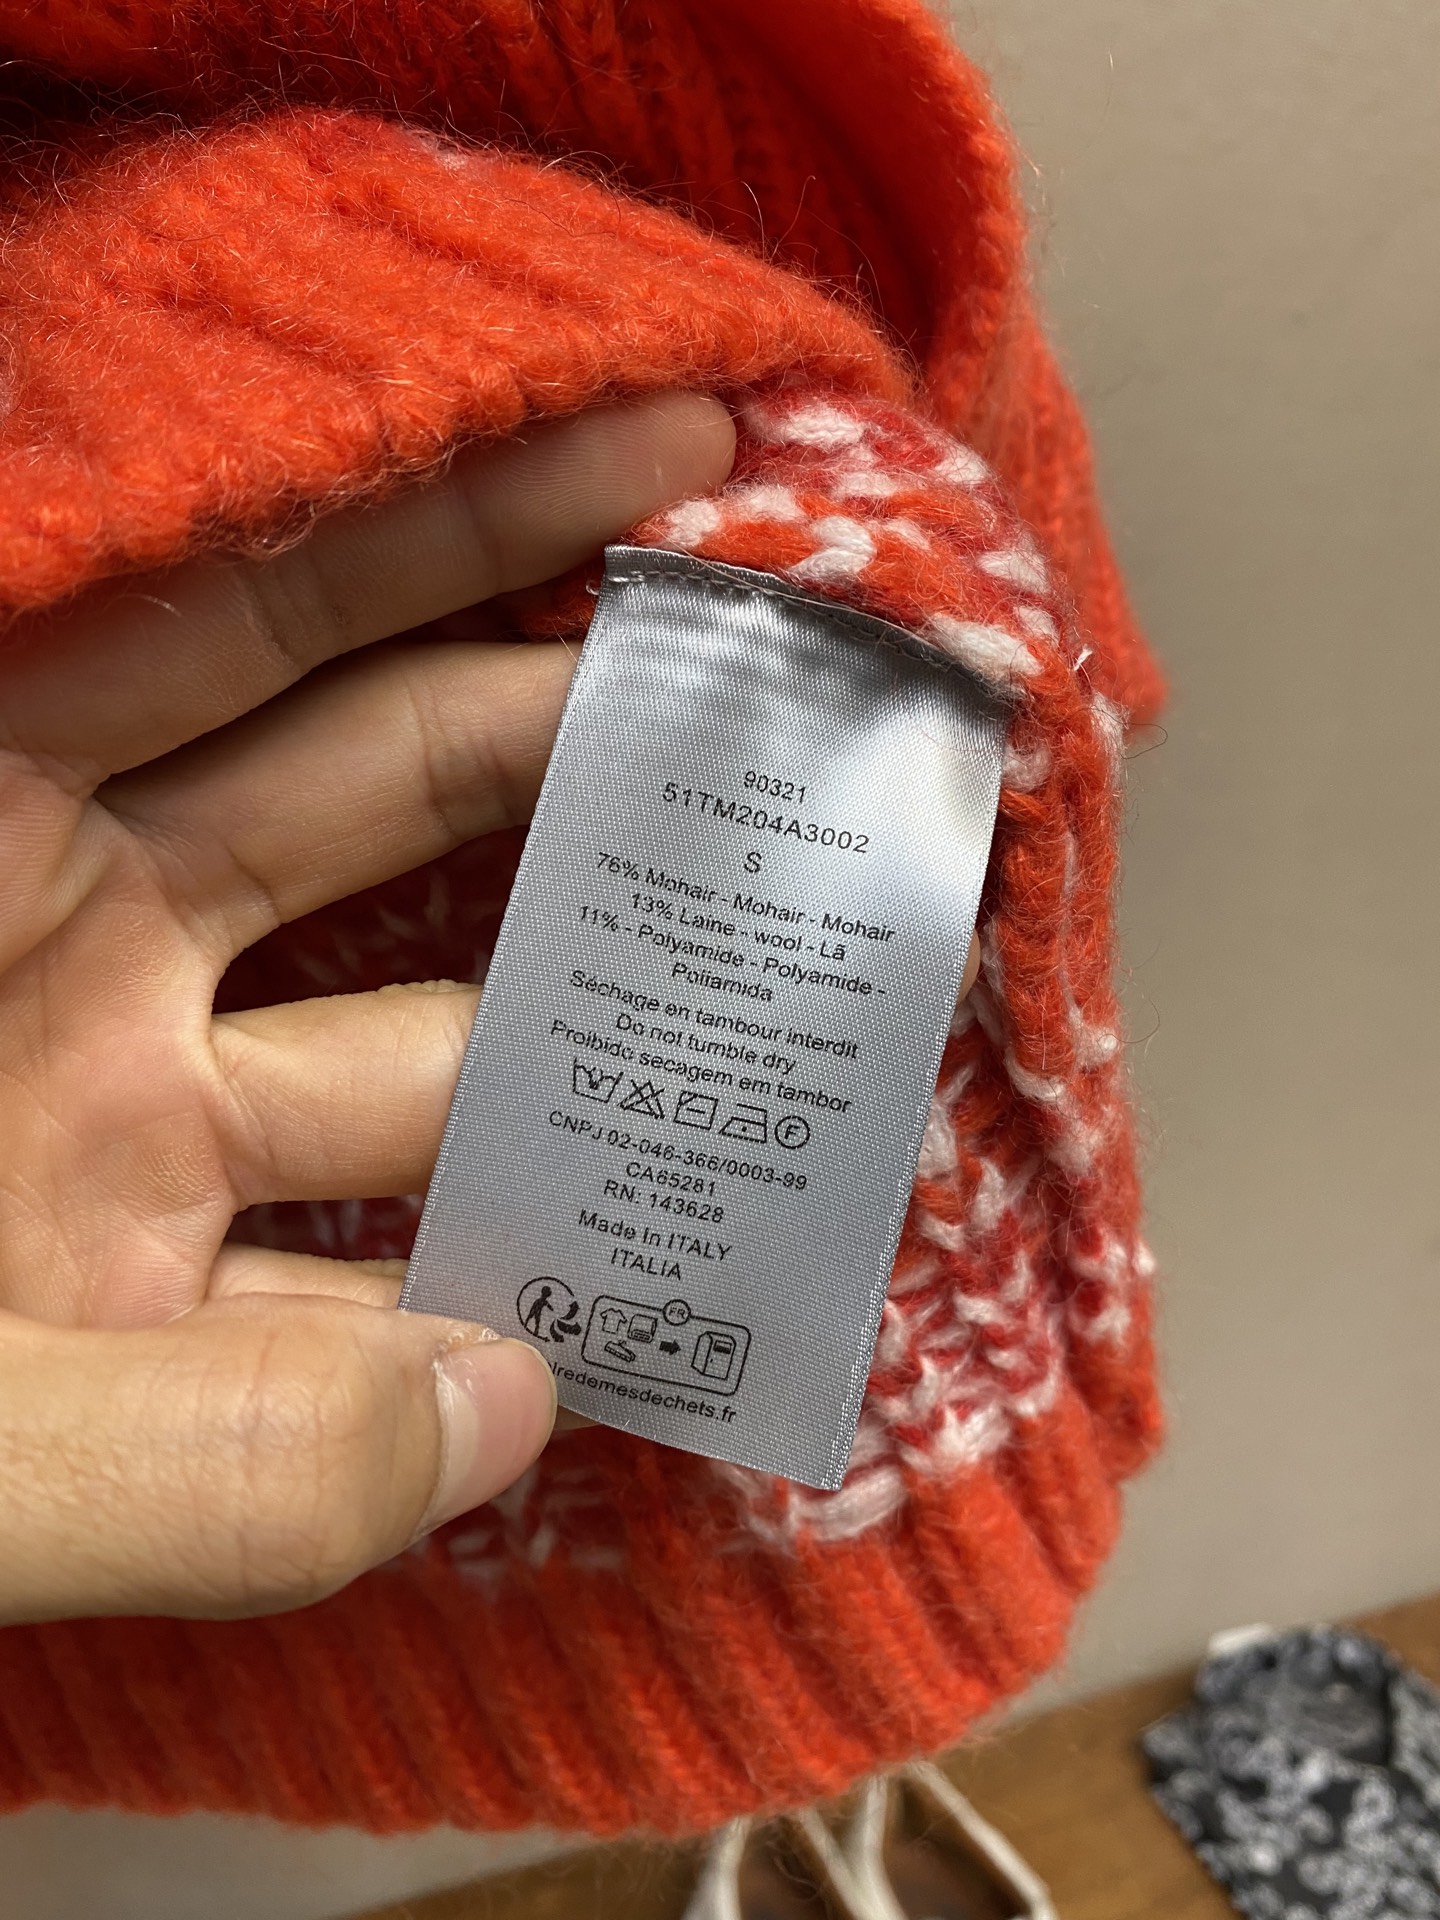 90321
51TM204A3002
S
76% Mohair - Mohair - Mohair
13% Laine - wool - Lã
11% - Polyamide - Polyamide -
Poliamida
Séchage en tambour interdit
Do not tumble dry
Proibido secagem em tambor
F
CNPJ 02-046-366/0003-99
CA65281
RN: 143628
Made In ITALY
ITALIA
FR
iredemesdechets.fr